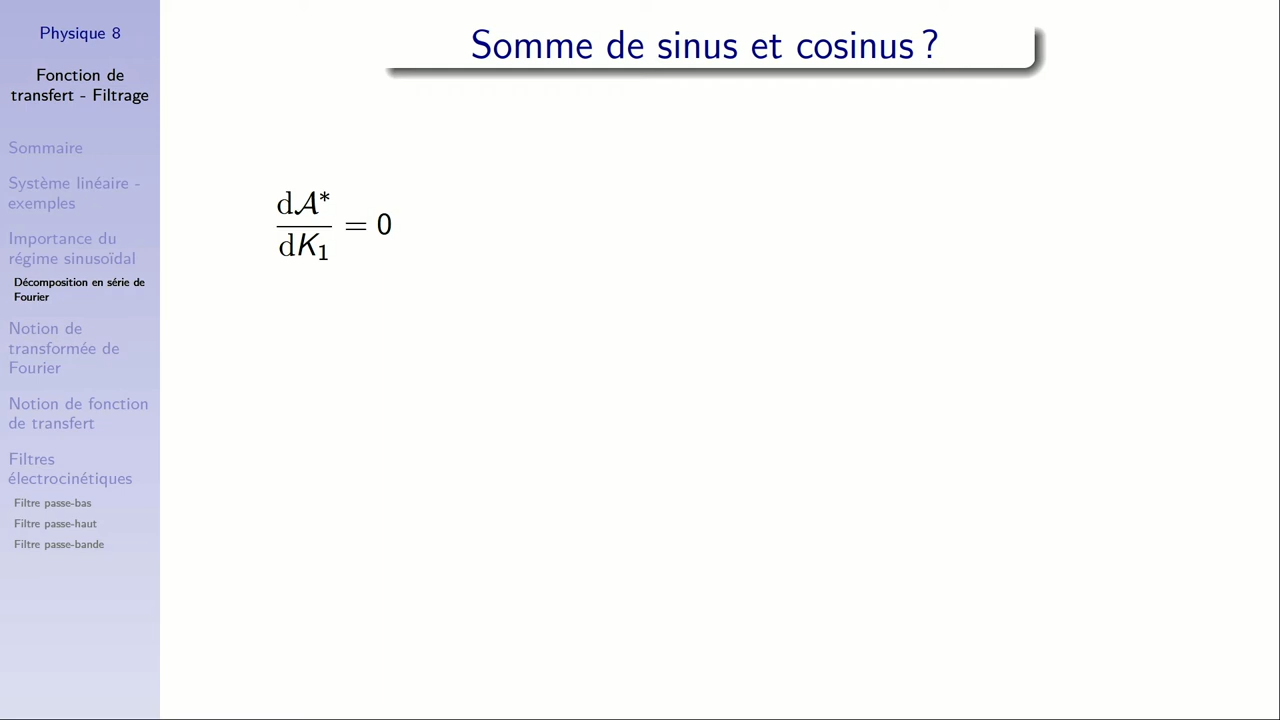 Physique 8
Fonction de
transfert - Filtrage
Sommaire
Système linéaire -
exemples
Importance du
régime sinusoïdal
Décomposition en série de
Fourier
Notion de
transformée de
Fourier
Notion de fonction
de transfert
Filtres
électrocinétiques
Filtre passe-bas
Filtre passe-haut
Filtre passe-bande
Somme de sinus et cosinus ?
d𝒜*/dK₁ = 0